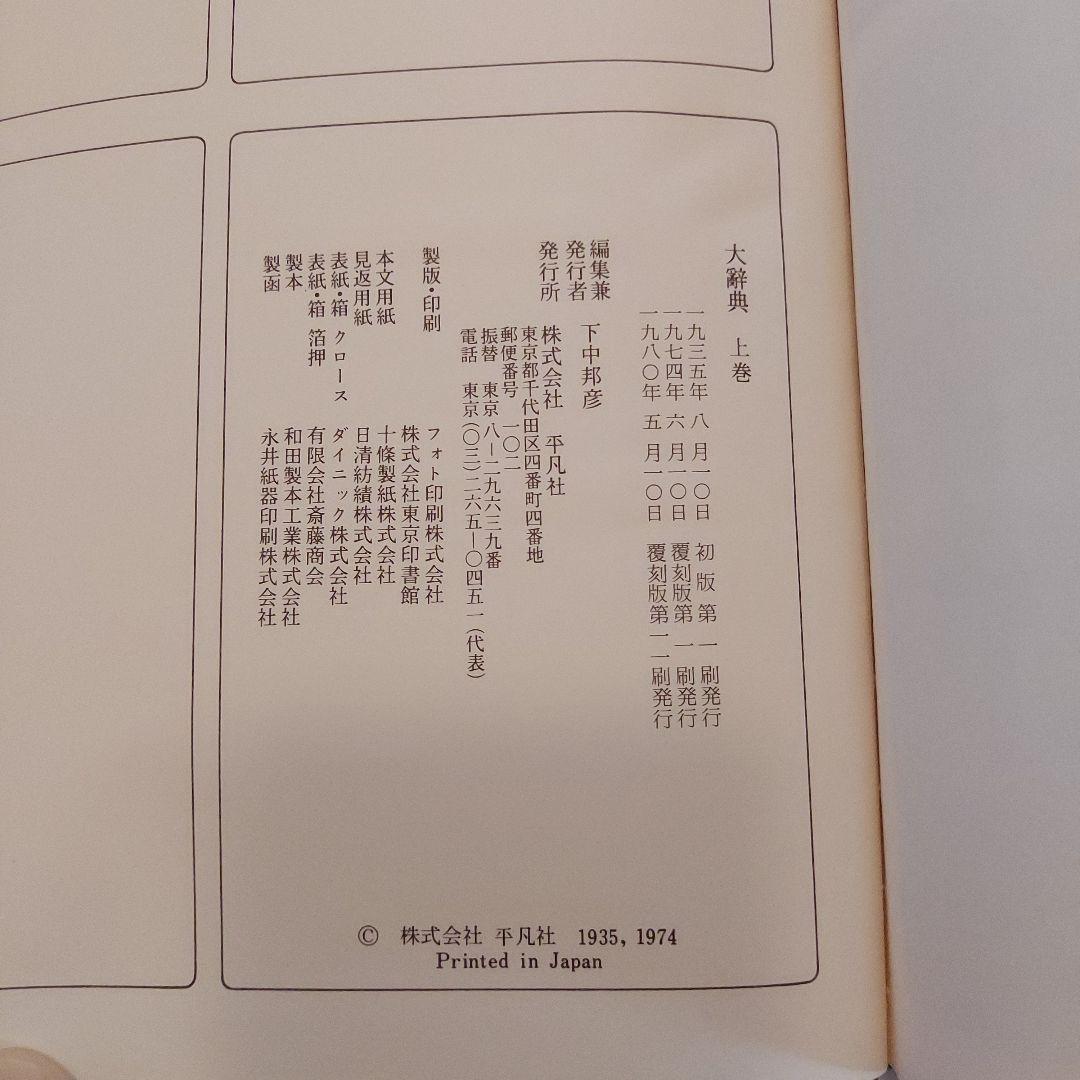 大辭典 上巻
一九三五年 八 月一〇日 初 版 第 一 刷発行
一九七四年 六 月一〇日 覆刻版第 一 刷発行
一九八〇年 五 月一〇日 覆刻版第一一刷発行
編集兼
発行者 下中邦彦
発行所 株式会社 平凡社
東京都千代田区四番町四番地
郵便番号 一〇二
振替 東京 八ー二九六三九番
電話 東京(〇三)二六五ー〇四五一(代表)
製版・印刷 フォト印刷株式会社
株式会社東京印書館
本文用紙 十條製紙株式会社
見返用紙 日清紡績株式会社
表紙・箱 クロース ダイニック株式会社
表紙・箱 箔押 有限会社斎藤商会
製本 和田製本工業株式会社
製函 永井紙器印刷株式会社
© 株式会社 平凡社 1935, 1974
Printed in Japan